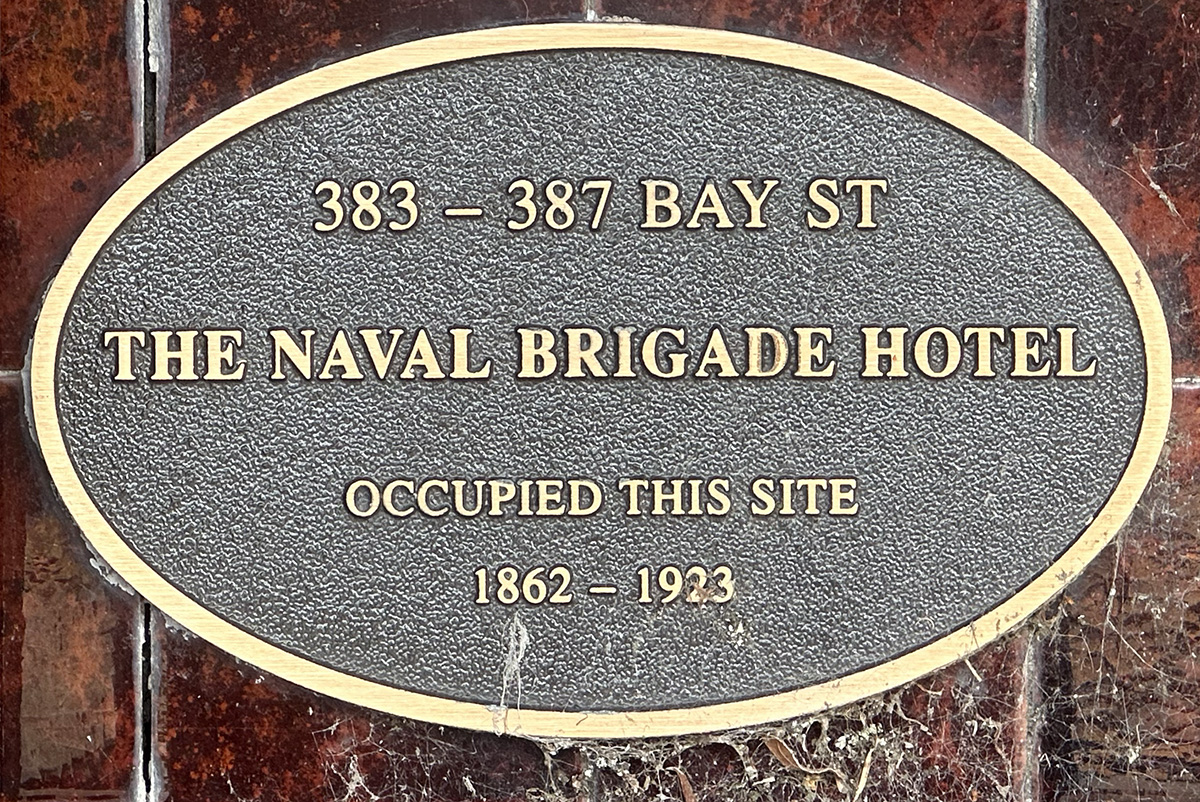 383 – 387 BAY ST
THE NAVAL BRIGADE HOTEL
OCCUPIED THIS SITE
1862 – 1923